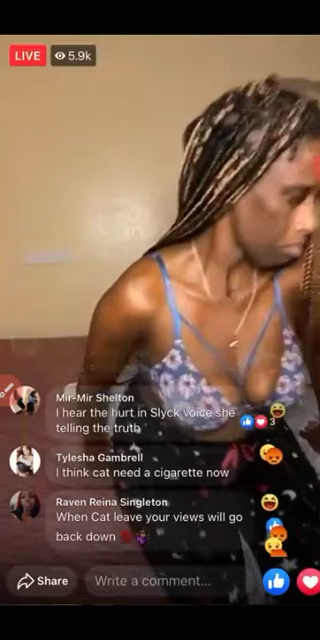 LIVE 5.9k
Mir-Mir Shelton
I hear the hurt in Slyck voice she
telling the truth
3
Tylesha Gambrell
I think cat need a cigarette now
Raven Reina Singleton
When Cat leave your views will go
back down
Share Write a comment...